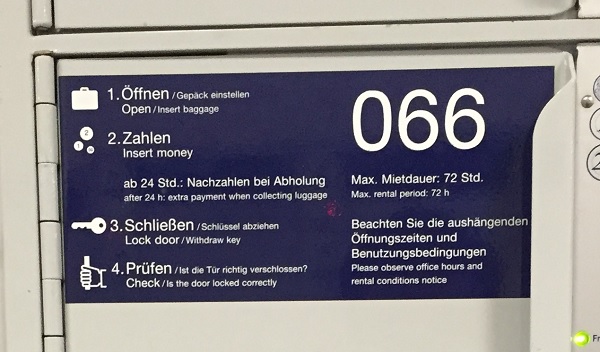 1. Öffnen / Gepäck einstellen
Open / Insert baggage
2. Zahlen
Insert money
ab 24 Std.: Nachzahlen bei Abholung
after 24 h: extra payment when collecting luggage
3. Schließen / Schlüssel abziehen
Lock door / Withdraw key
4. Prüfen / Ist die Tür richtig verschlossen?
Check / Is the door locked correctly
066
Max. Mietdauer: 72 Std.
Max. rental period: 72 h
Beachten Sie die aushängenden
Öffnungszeiten und
Benutzungsbedingungen
Please observe office hours and
rental conditions notice